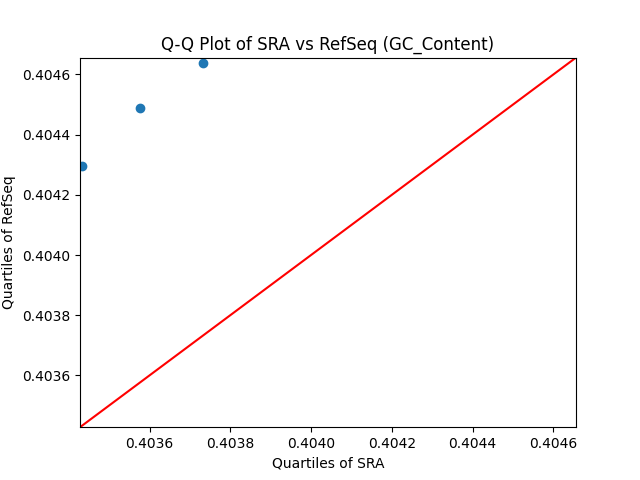 Q-Q Plot of SRA vs RefSeq (GC_Content)
Quartiles of RefSeq
0.4046
0.4044
0.4042
0.4040
0.4038
0.4036
0.4036 0.4038 0.4040 0.4042 0.4044 0.4046
Quartiles of SRA